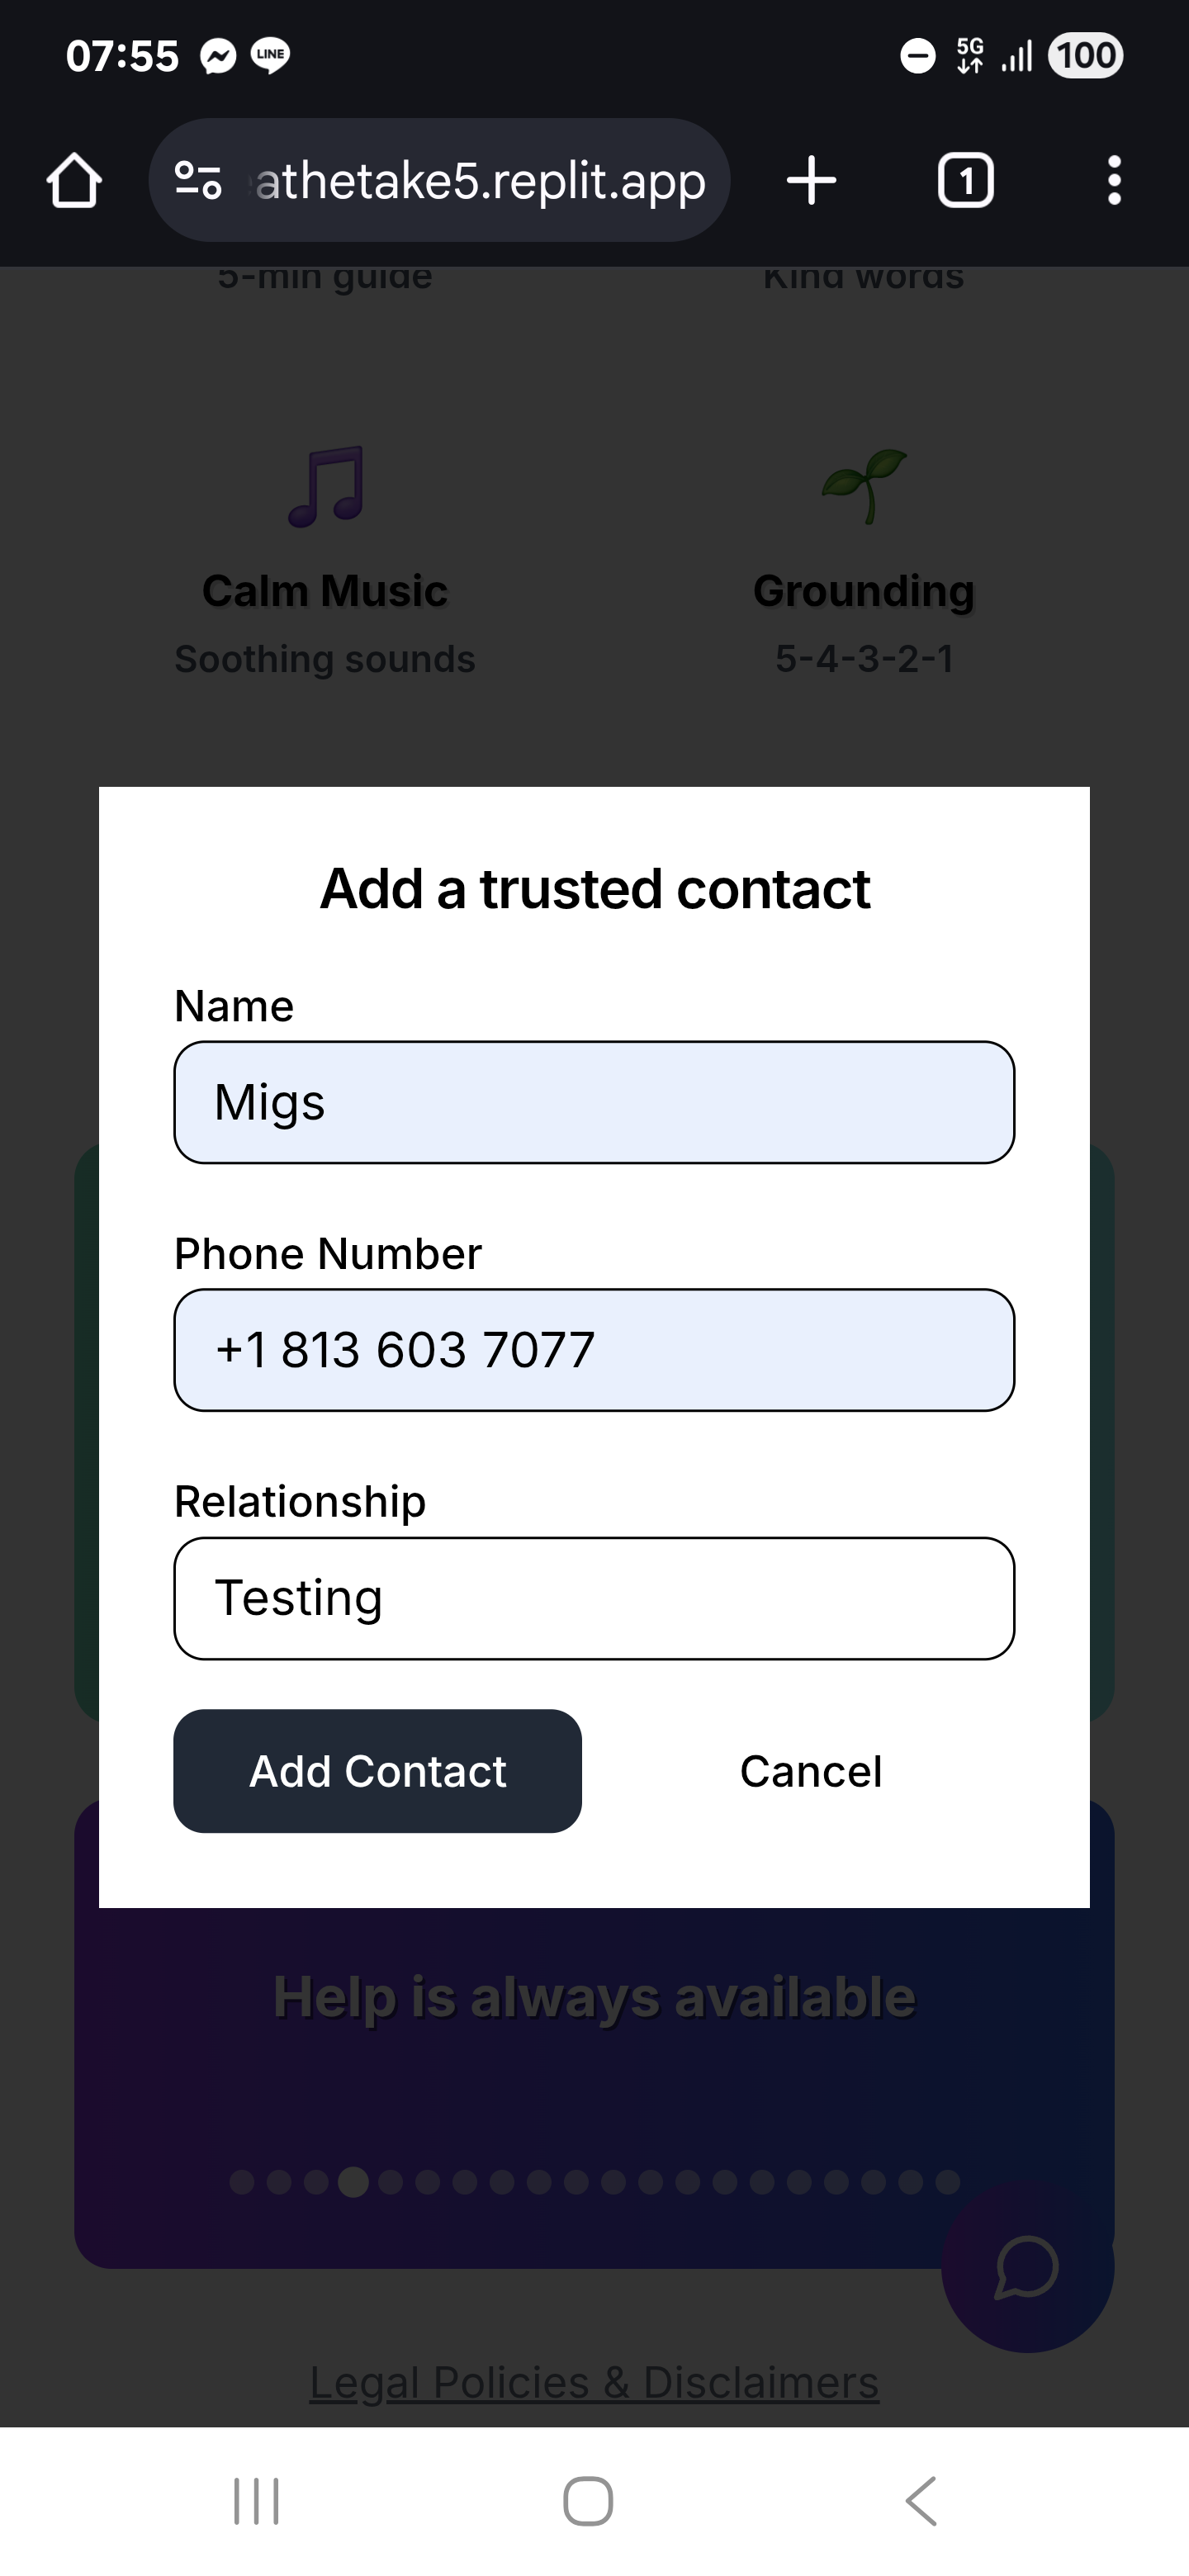 07:55
LINE
5G
100
athetake5.replit.app
1
5-min guide
Kind words
Calm Music
Grounding
Soothing sounds
5-4-3-2-1
Add a trusted contact
Name
Migs
Phone Number
+1 813 603 7077
Relationship
Testing
Add Contact
Cancel
Help is always available
Legal Policies & Disclaimers